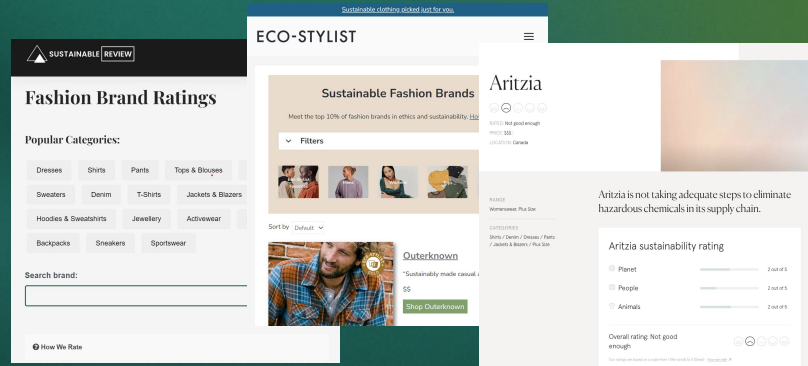 Sustainable clothing picked just for you.
SUSTAINABLE REVIEW
Fashion Brand Ratings
Popular Categories:
Dresses
Shirts
Pants
Tops & Blouses
Sweaters
Denim
T-Shirts
Jackets & Blazers
Hoodies & Sweatshirts
Jewellery
Activewear
Backpacks
Sneakers
Sportswear
Search brand:
How We Rate
ECO-STYLIST
Sustainable Fashion Brands
Meet the top 10% of fashion brands in ethics and sustainability.
Filters
Sort by
Default
Outerknown
"Sustainably made casual
$$
Shop Outerknown
Aritzia
RATED: Not good enough
PRICE: $$$
LOCATION: Canada
RANGE
Womenswear, Plus Size
CATEGORIES
Shirts / Denim / Dresses / Pants
/ Jackets & Blazers / Plus Size
Aritzia is not taking adequate steps to eliminate
hazardous chemicals in its supply chain.
Aritzia sustainability rating
Planet
2 out of 5
People
2 out of 5
Animals
2 out of 5
Overall rating: Not good
enough